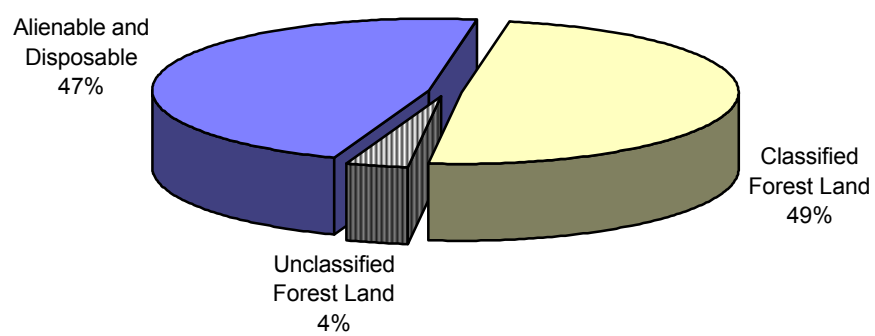 Alienable and
Disposable
47%
Classified
Forest Land
49%
Unclassified
Forest Land
4%